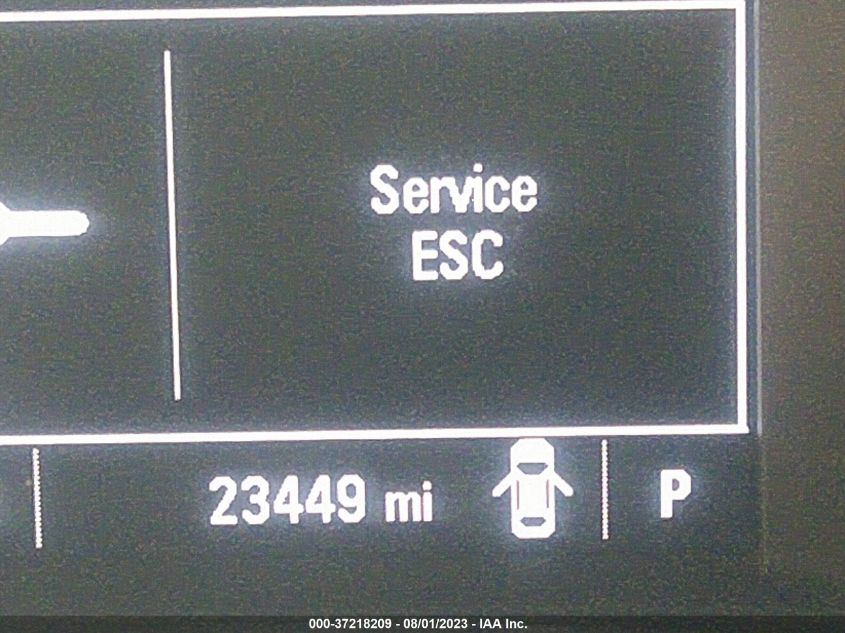 Service
ESC
23449 mi
P
000-37218209 - 08/01/2023 - IAA Inc.